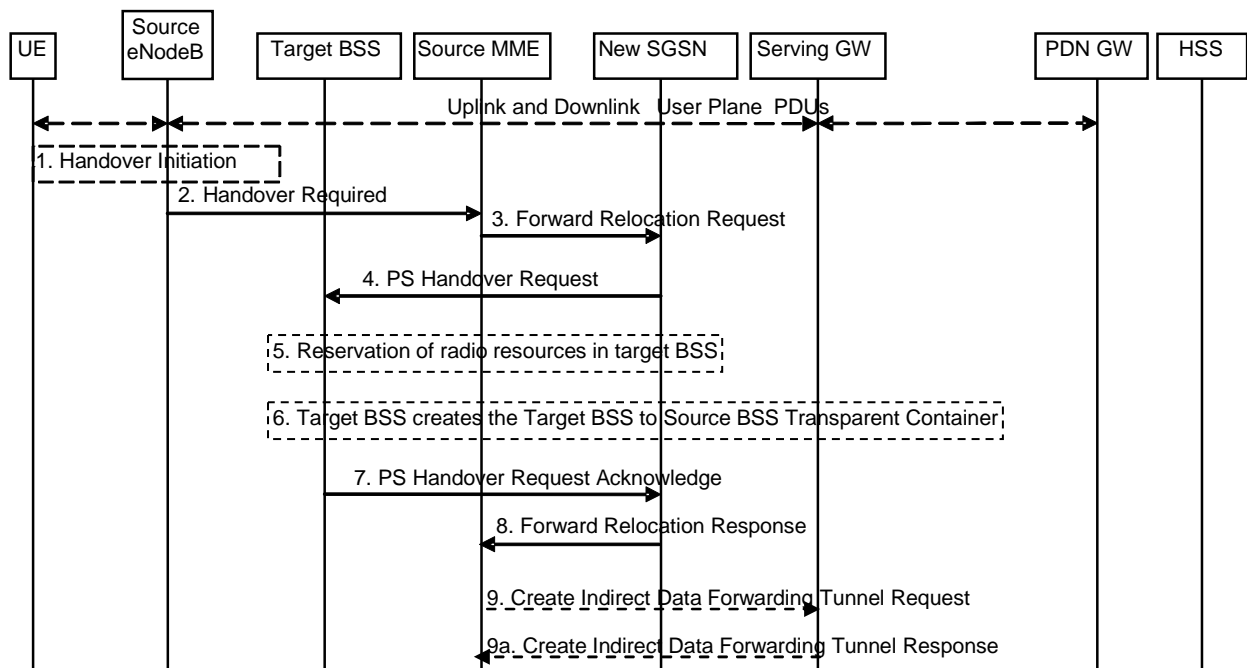 UE
Source
eNodeB
Target BSS
Source MME
New SGSN
Serving GW
PDN GW
HSS
Uplink and Downlink User Plane PDUs
1. Handover Initiation
2. Handover Required
3. Forward Relocation Request
4. PS Handover Request
5. Reservation of radio resources in target BSS
6. Target BSS creates the Target BSS to Source BSS Transparent Container
7. PS Handover Request Acknowledge
8. Forward Relocation Response
9. Create Indirect Data Forwarding Tunnel Request
9a. Create Indirect Data Forwarding Tunnel Response